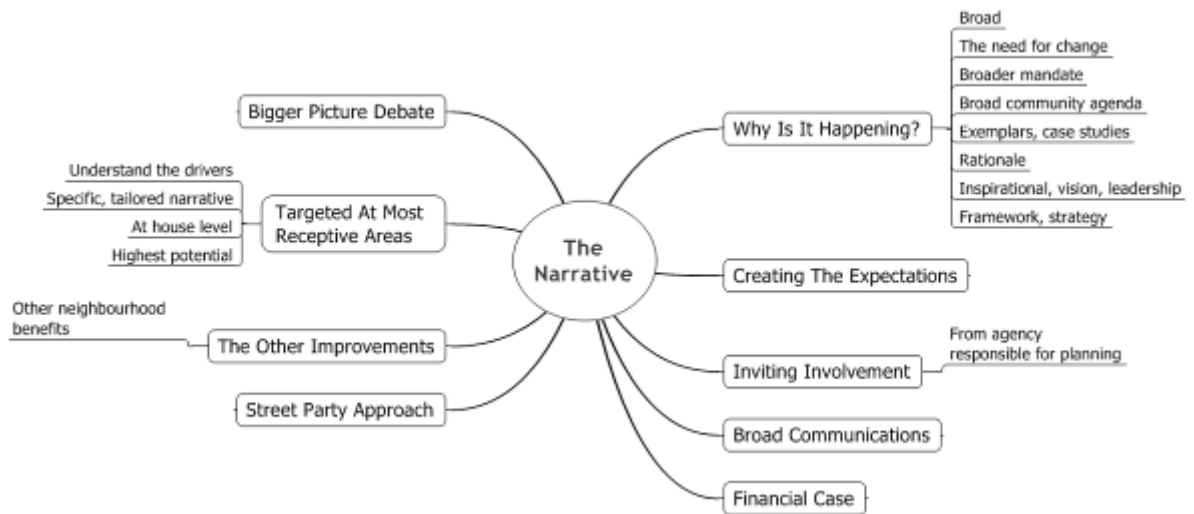 The
Narrative
Bigger Picture Debate
Targeted At Most
Receptive Areas
Understand the drivers
Specific, tailored narrative
At house level
Highest potential
The Other Improvements
Other neighbourhood
benefits
Street Party Approach
Why Is It Happening?
Broad
The need for change
Broader mandate
Broad community agenda
Exemplars, case studies
Rationale
Inspirational, vision, leadership
Framework, strategy
Creating The Expectations
Inviting Involvement
From agency
responsible for planning
Broad Communications
Financial Case